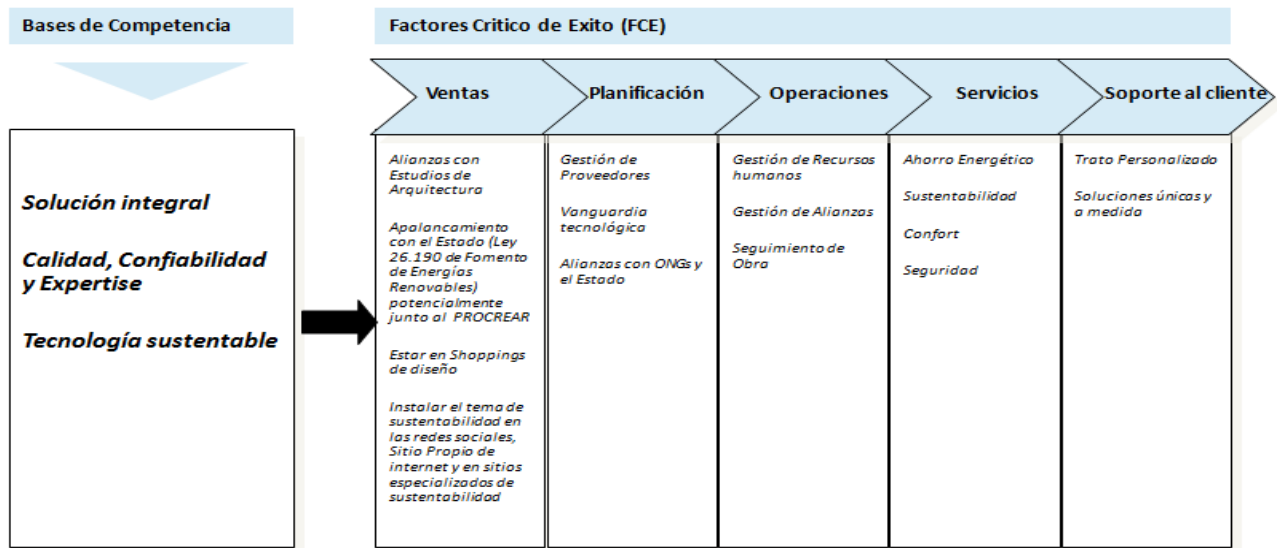 Bases de Competencia
Factores Critico de Exito (FCE)
Ventas
Planificación
Operaciones
Servicios
Soporte al cliente
Solución integral
Calidad, Confiabilidad
y Expertise
Tecnología sustentable
Alianzas con
Estudios de
Arquitectura
Apalancamiento
con el Estado (Ley
26.190 de Fomento
de Energías
Renovables)
potencialmente
junto al PROCREAR
Estar en Shoppings
de diseño
Instalar el tema de
sustentabilidad en
las redes sociales,
Sitio Propio de
internet y en sitios
especializados de
sustentabilidad
Gestión de
Proveedores
Vanguardia
tecnológica
Alianzas con ONGs y
el Estado
Gestión de Recursos
humanos
Gestión de Alianzas
Seguimiento de
Obra
Ahorro Energético
Sustentabilidad
Confort
Seguridad
Trato Personalizado
Soluciones únicas y
a medida